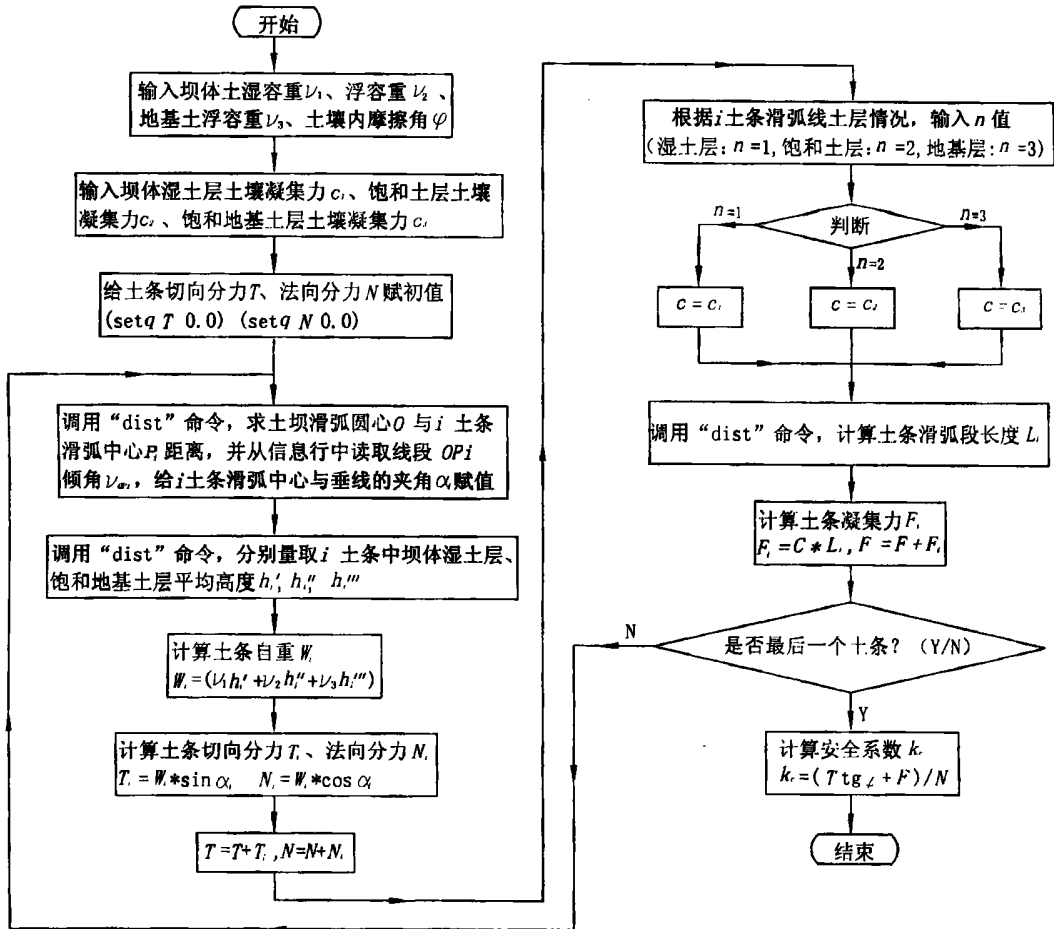 开始
输入坝体土湿容重ν₁、浮容重ν₂、
地基土浮容重ν₃、土壤内摩擦角φ
输入坝体湿土层土壤凝集力c₁、饱和土层土壤
凝集力c₂、饱和地基土层土壤凝集力c₃
给土条切向分力T、法向分力N赋初值
(setq T 0.0) (setq N 0.0)
调用“dist”命令,求土坝滑弧圆心O与i土条
滑弧中心Pᵢ距离,并从信息行中读取线段 OPi
倾角ν,给i土条滑弧中心与垂线的夹角αᵢ赋值
调用“dist”命令,分别量取i土条中坝体湿土层、
饱和地基土层平均高度hᵢ′, hᵢ″, hᵢ‴
计算土条自重Wᵢ
Wᵢ=(ν₁hᵢ′+ν₂hᵢ″+ν₃hᵢ‴)
计算土条切向分力Tᵢ、法向分力Nᵢ
Tᵢ=Wᵢ*sinαᵢ Nᵢ=Wᵢ*cosαᵢ
T=T+Tᵢ,N=N+Nᵢ
根据i土条滑弧线土层情况,输入n值
(湿土层:n=1,饱和土层:n=2,地基层:n=3)
n=1
判断
n=3
n=2
c=c₁
c=c₂
c=c₃
调用“dist”命令,计算土条滑弧段长度Lᵢ
计算土条凝集力Fᵢ
Fᵢ=C*Lᵢ,F=F+Fᵢ
N
是否最后一个土条?(Y/N)
Y
计算安全系数k
k=(Ttg +F)/N
结束